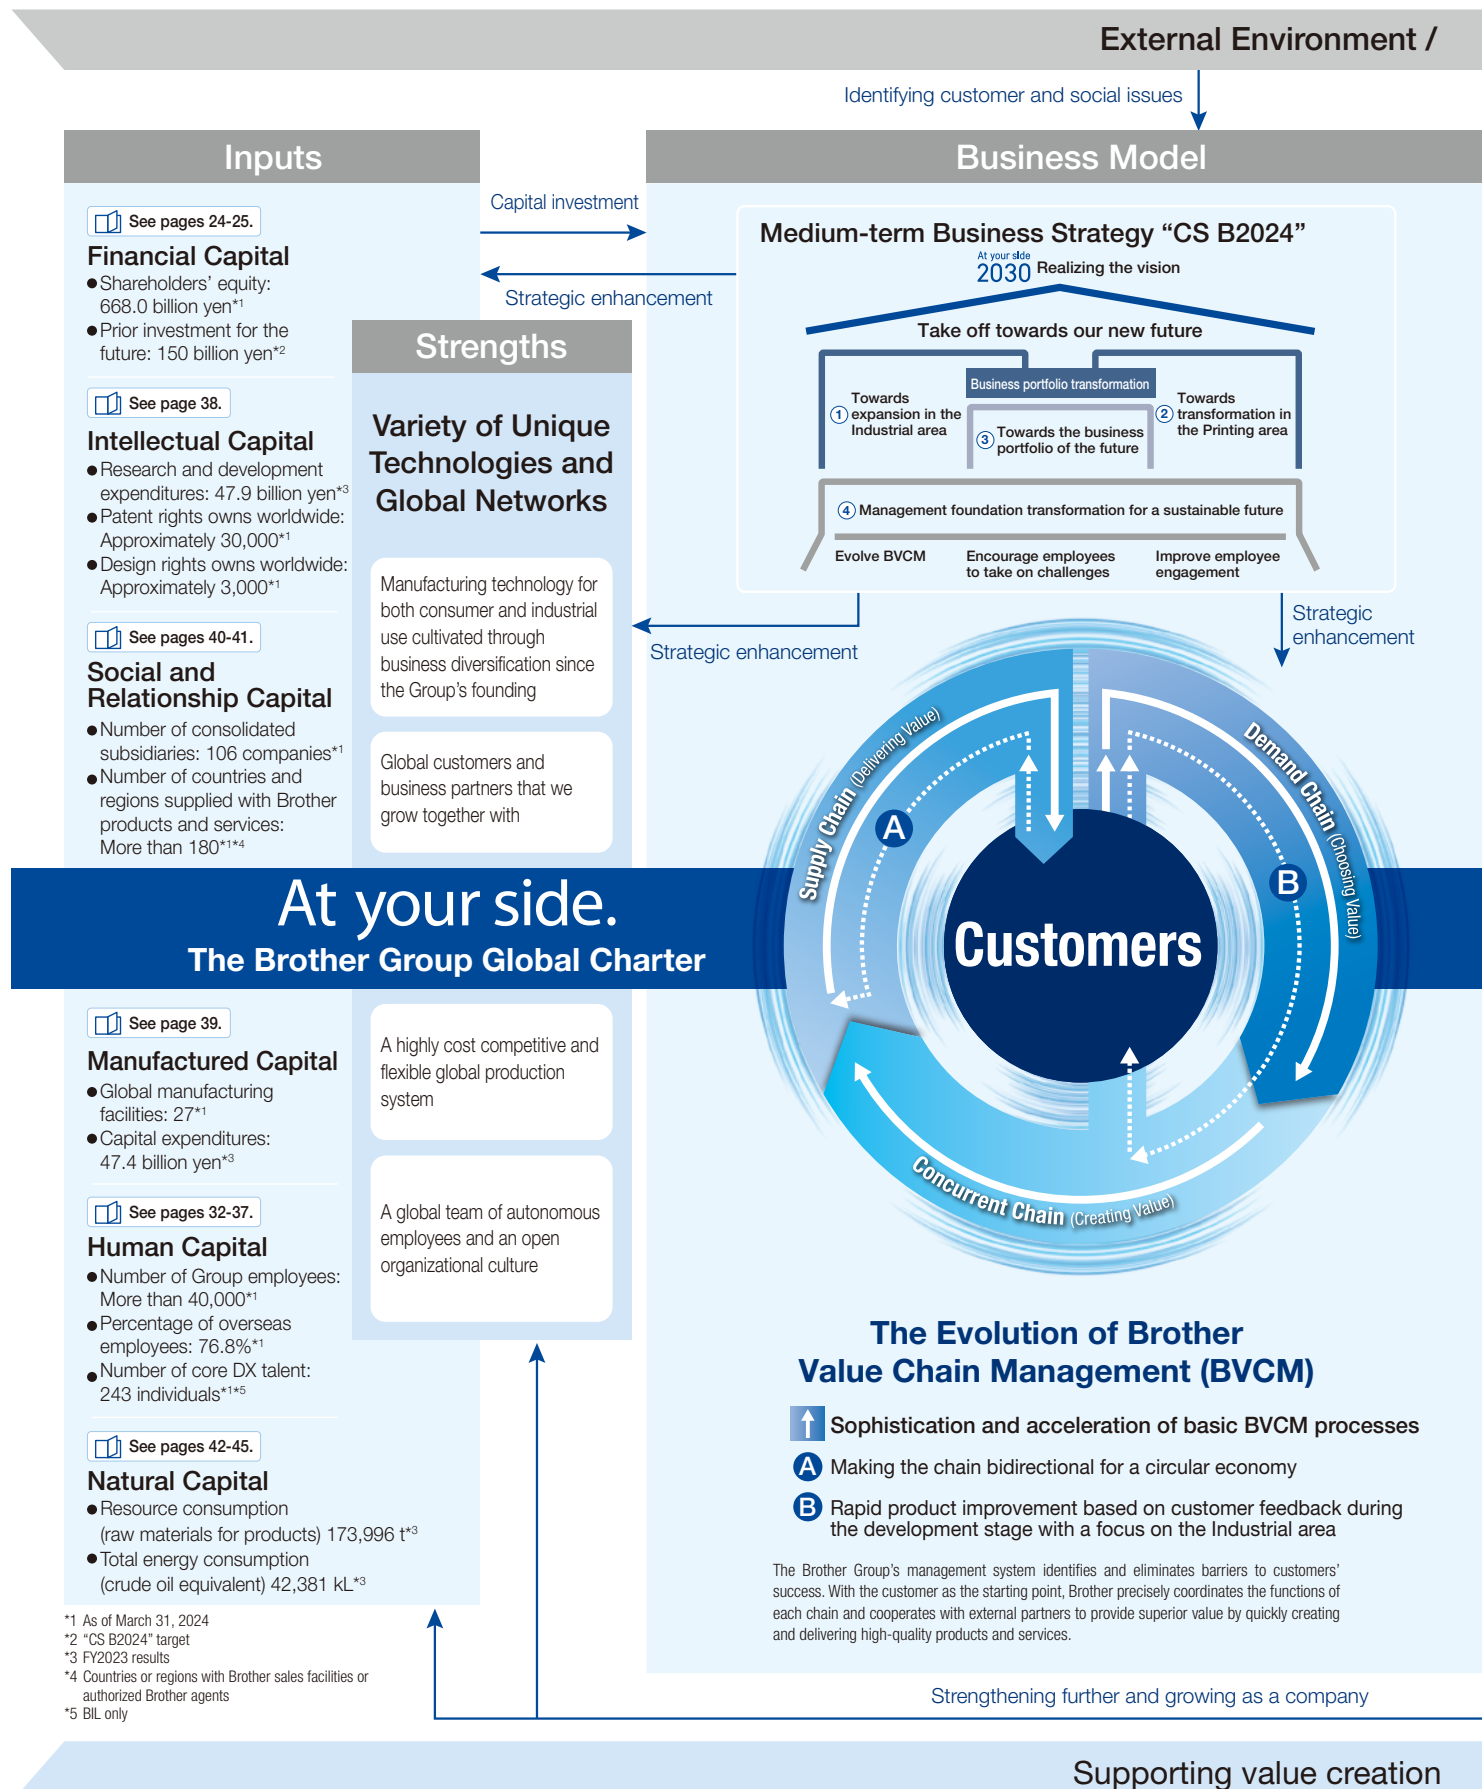 External Environment /
Identifying customer and social issues
Inputs
See pages 24-25.
Financial Capital
●Shareholders' equity:
668.0 billion yen*1
●Prior investment for the
future: 150 billion yen*2
See page 38.
Intellectual Capital
●Research and development
expenditures: 47.9 billion yen*3
●Patent rights owns worldwide:
Approximately 30,000*1
●Design rights owns worldwide:
Approximately 3,000*1
See pages 40-41.
Social and
Relationship Capital
●Number of consolidated
subsidiaries: 106 companies*1
●Number of countries and
regions supplied with Brother
products and services:
More than 180*1*4
Capital investment
Strategic enhancement
Strengths
Variety of Unique
Technologies and
Global Networks
Manufacturing technology for
both consumer and industrial
use cultivated through
business diversification since
the Group's founding
Global customers and
business partners that we
grow together with
At your side.
The Brother Group Global Charter
See page 39.
Manufactured Capital
●Global manufacturing
facilities: 27*1
●Capital expenditures:
47.4 billion yen*3
See pages 32-37.
Human Capital
●Number of Group employees:
More than 40,000*1
●Percentage of overseas
employees: 76.8%*1
●Number of core DX talent:
243 individuals*1*5
See pages 42-45.
Natural Capital
●Resource consumption
(raw materials for products) 173,996 t*3
●Total energy consumption
(crude oil equivalent) 42,381 kL*3
A highly cost competitive and
flexible global production
system
A global team of autonomous
employees and an open
organizational culture
*1 As of March 31, 2024
*2 "CS B2024" target
*3 FY2023 results
*4 Countries or regions with Brother sales facilities or
authorized Brother agents
*5 BIL only
Business Model
Medium-term Business Strategy “CS B2024”
At your side
2030 Realizing the vision
Take off towards our new future
Business portfolio transformation
① Towards
expansion in the
Industrial area
② Towards
transformation in
the Printing area
③ Towards the business
portfolio of the future
④ Management foundation transformation for a sustainable future
Evolve BVCM
Encourage employees
to take on challenges
Improve employee
engagement
Strategic enhancement
Strategic
enhancement
Supply Chain (Delivering Value)
A
Demand Chain (Choosing Value)
B
Customers
Concurrent Chain (Creating Value)
The Evolution of Brother
Value Chain Management (BVCM)
Sophistication and acceleration of basic BVCM processes
A Making the chain bidirectional for a circular economy
B Rapid product improvement based on customer feedback during
the development stage with a focus on the Industrial area
The Brother Group's management system identifies and eliminates barriers to customers'
success. With the customer as the starting point, Brother precisely coordinates the functions of
each chain and cooperates with external partners to provide superior value by quickly creating
and delivering high-quality products and services.
Strengthening further and growing as a company
Supporting value creation